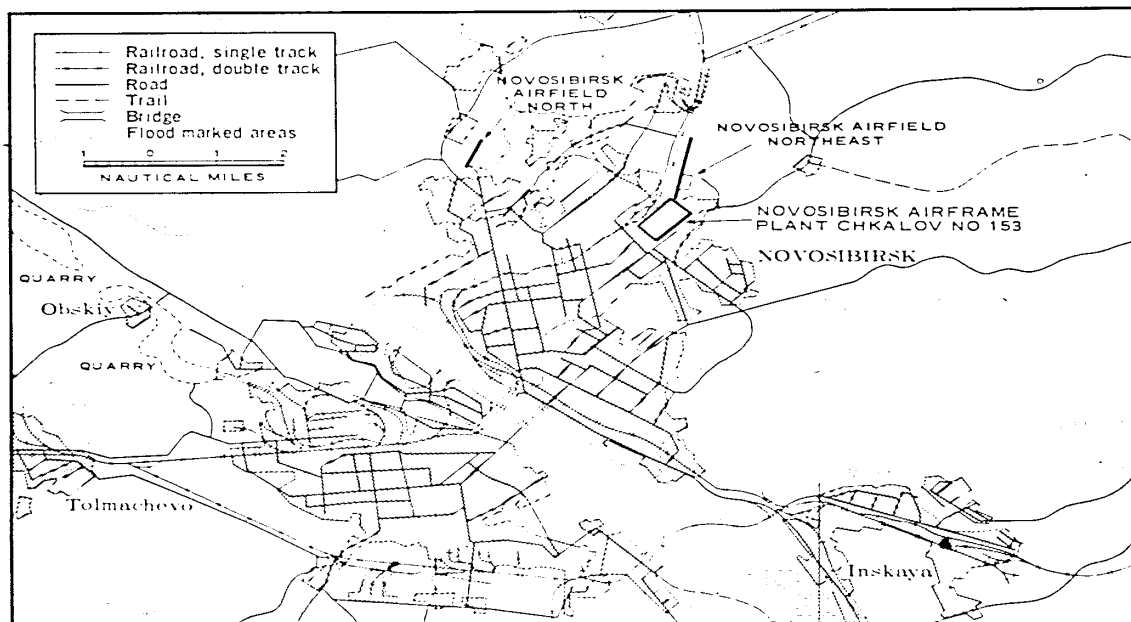 Railroad, single track
Railroad, double track
Road
Trail
Bridge
Flood marked areas
1 0 1 2
NAUTICAL MILES
NOVOSIBIRSK
AIRFIELD
NORTH
NOVOSIBIRSK AIRFIELD
NORTHEAST
NOVOSIBIRSK AIRFRAME
PLANT CHKALOV NO 153
NOVOSIBIRSK
QUARRY
Obskiy
QUARRY
Tolmachevo
Inskaya